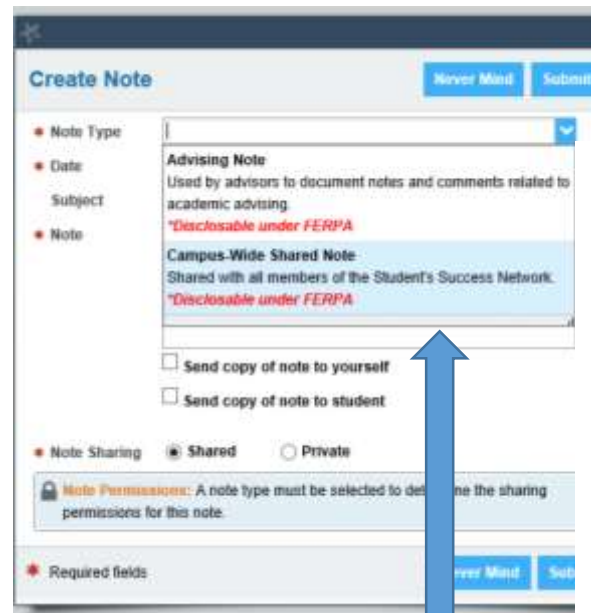 Create Note
Never Mind
Submit
Note Type
Date
Subject
Note
Advising Note
Used by advisors to document notes and comments related to
academic advising.
*Disclosable under FERPA
Campus-Wide Shared Note
Shared with all members of the Student's Success Network.
*Disclosable under FERPA
Send copy of note to yourself
Send copy of note to student
Note Sharing
Shared
Private
Note Permissions: A note type must be selected to the sharing
permissions for this note.
Required fields
Mind